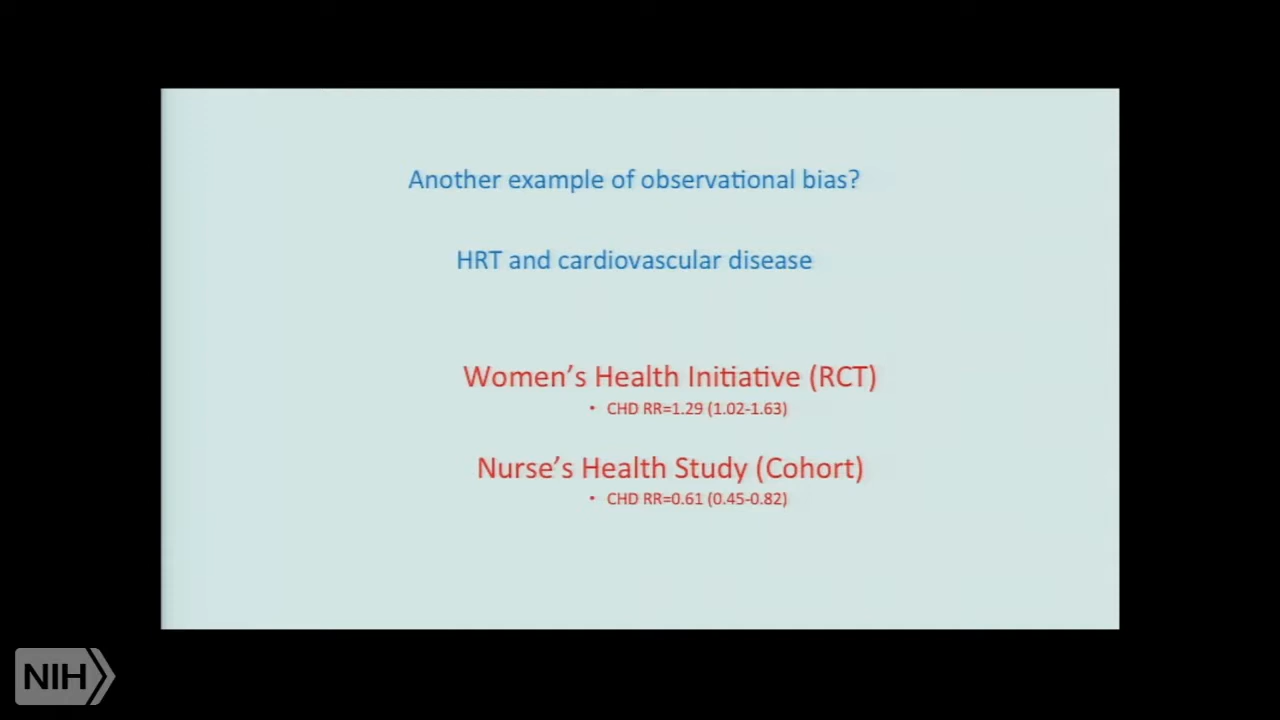 Another example of observational bias?
HRT and cardiovascular disease
Women’s Health Initiative (RCT)
• CHD RR=1.29 (1.02-1.63)
Nurse’s Health Study (Cohort)
• CHD RR=0.61 (0.45-0.82)
NIH